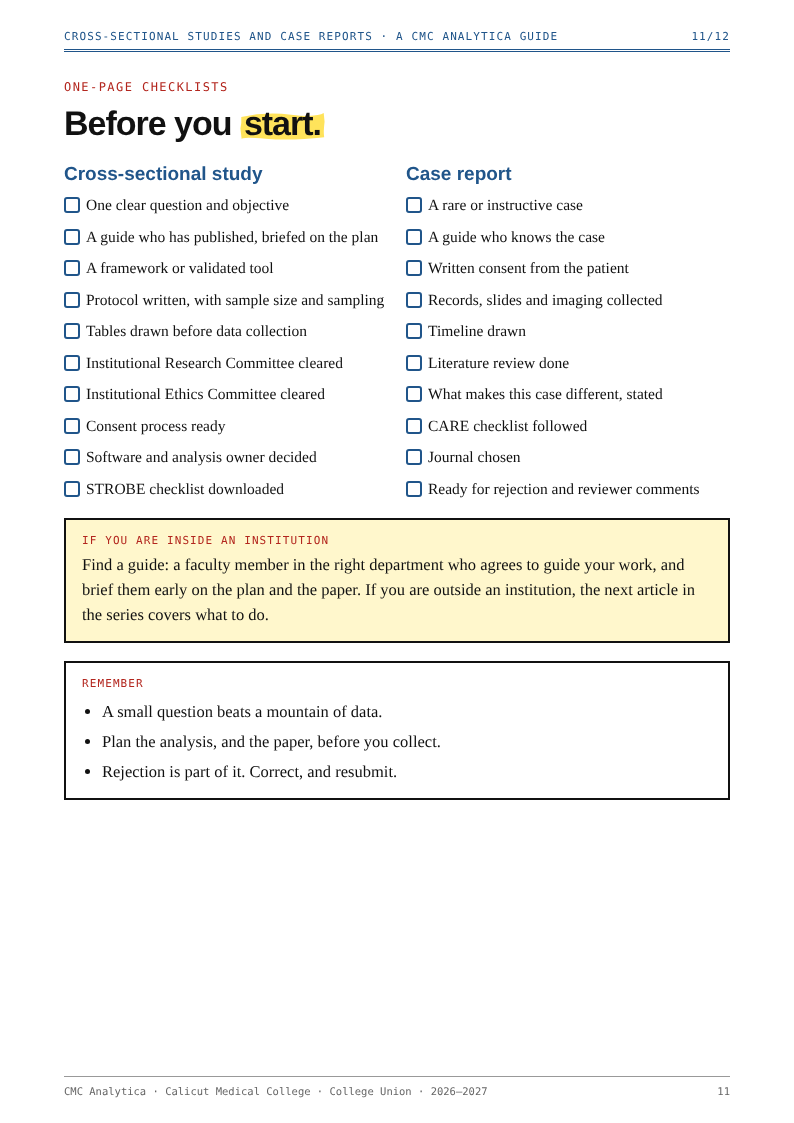 CROSS-SECTIONAL STUDIES AND CASE REPORTS · A CMC ANALYTICA GUIDE 11/12
ONE-PAGE CHECKLISTS
Before you start.
Cross-sectional study
One clear question and objective
A guide who has published, briefed on the plan
A framework or validated tool
Protocol written, with sample size and sampling
Tables drawn before data collection
Institutional Research Committee cleared
Institutional Ethics Committee cleared
Consent process ready
Software and analysis owner decided
STROBE checklist downloaded
Case report
A rare or instructive case
A guide who knows the case
Written consent from the patient
Records, slides and imaging collected
Timeline drawn
Literature review done
What makes this case different, stated
CARE checklist followed
Journal chosen
Ready for rejection and reviewer comments
IF YOU ARE INSIDE AN INSTITUTION
Find a guide: a faculty member in the right department who agrees to guide your work, and
brief them early on the plan and the paper. If you are outside an institution, the next article in
the series covers what to do.
REMEMBER
• A small question beats a mountain of data.
• Plan the analysis, and the paper, before you collect.
• Rejection is part of it. Correct, and resubmit.
CMC Analytica · Calicut Medical College · College Union · 2026–2027 11